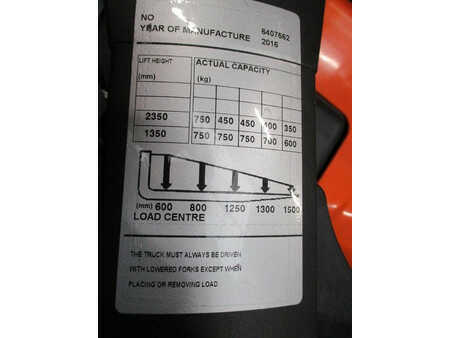 NO 6407662
YEAR OF MANUFACTURE 2016
LIFT HEIGHT ACTUAL CAPACITY
(mm) (kg)
2350 750 450 450 400 350
1350 750 750 750 700 600
(mm) 600 800 1250 1300 1500
LOAD CENTRE
THE TRUCK MUST ALWAYS BE DRIVEN
WITH LOWERED FORKS EXCEPT WHEN
PLACING OR REMOVING LOAD